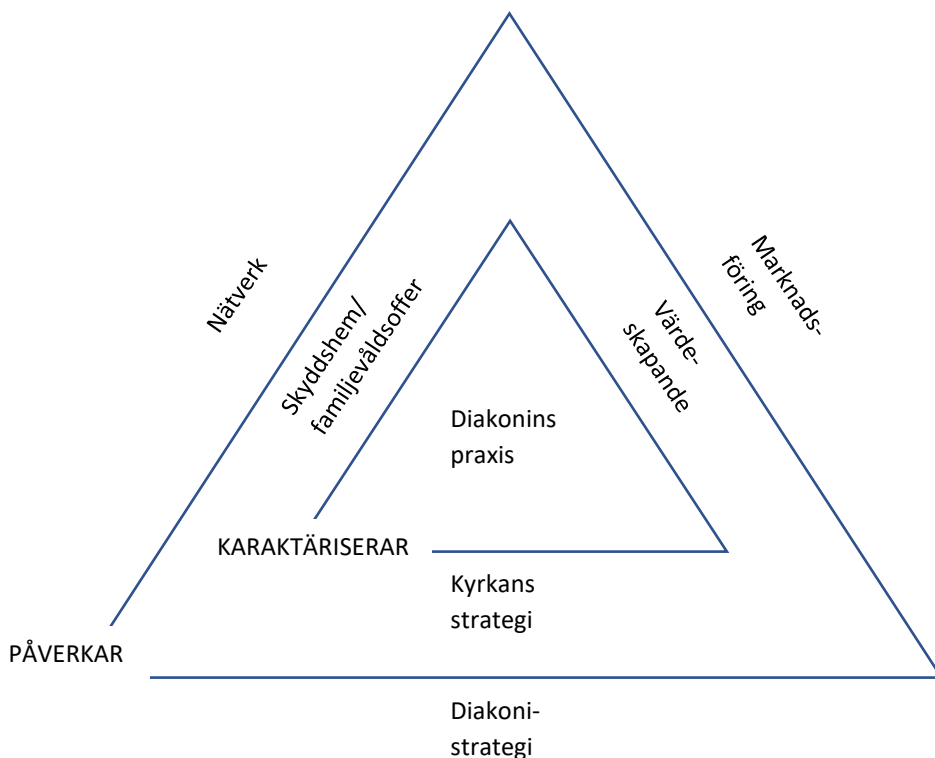 Nätverk
Marknads-
föring
Skyddshem/
familjevåldsoffer
Värde-
skapande
Diakonins
praxis
KARAKTÄRISERAR
Kyrkans
strategi
PÅVERKAR
Diakoni-
strategi